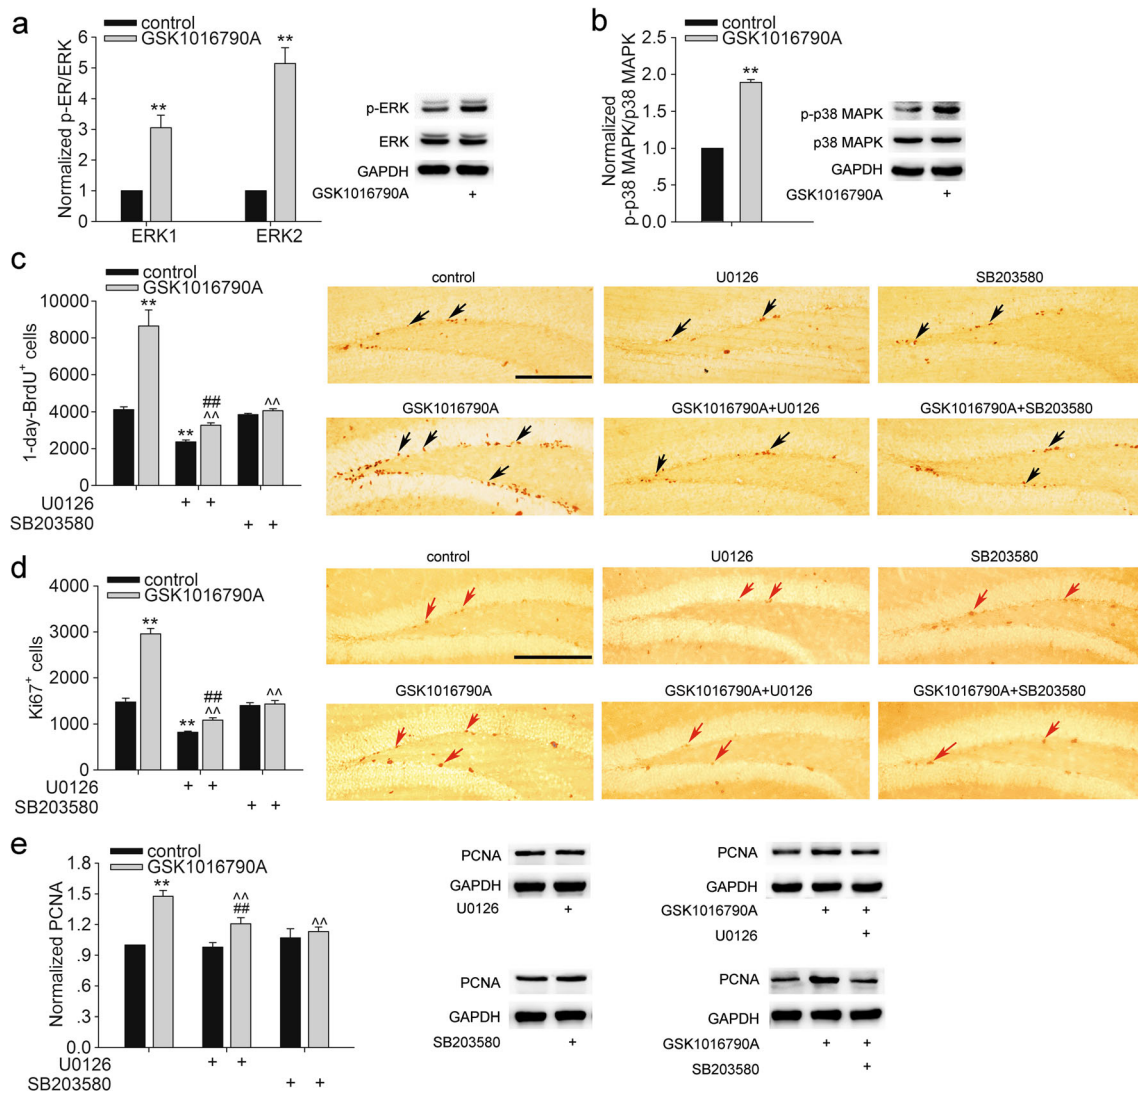 a
control
GSK1016790A
Normalized p-ER/ERK
6
5
4
3
2
1
0
**
**
ERK1
ERK2
p-ERK
ERK
GAPDH
GSK1016790A
+
b
control
GSK1016790A
Normalized
p-p38 MAPK/p38 MAPK
2.5
2.0
1.5
1.0
.5
0.0
**
p-p38 MAPK
p38 MAPK
GAPDH
GSK1016790A
+
c
control
GSK1016790A
1-day-BrdU+ cells
10000
8000
6000
4000
2000
0
**
**
##
^^
^^
U0126
+ +
SB203580
+ +
control
U0126
SB203580
GSK1016790A
GSK1016790A+U0126
GSK1016790A+SB203580
d
control
GSK1016790A
Ki67+ cells
4000
3000
2000
1000
0
**
**
##
^^
^^
U0126
+ +
SB203580
+ +
control
U0126
SB203580
GSK1016790A
GSK1016790A+U0126
GSK1016790A+SB203580
e
control
GSK1016790A
Normalized PCNA
1.8
1.5
1.2
.9
.6
.3
0.0
**
^^
##
^^
U0126
+ +
SB203580
+ +
PCNA
GAPDH
U0126
+
PCNA
GAPDH
GSK1016790A
+ +
U0126
+
PCNA
GAPDH
SB203580
+
PCNA
GAPDH
GSK1016790A
+ +
SB203580
+